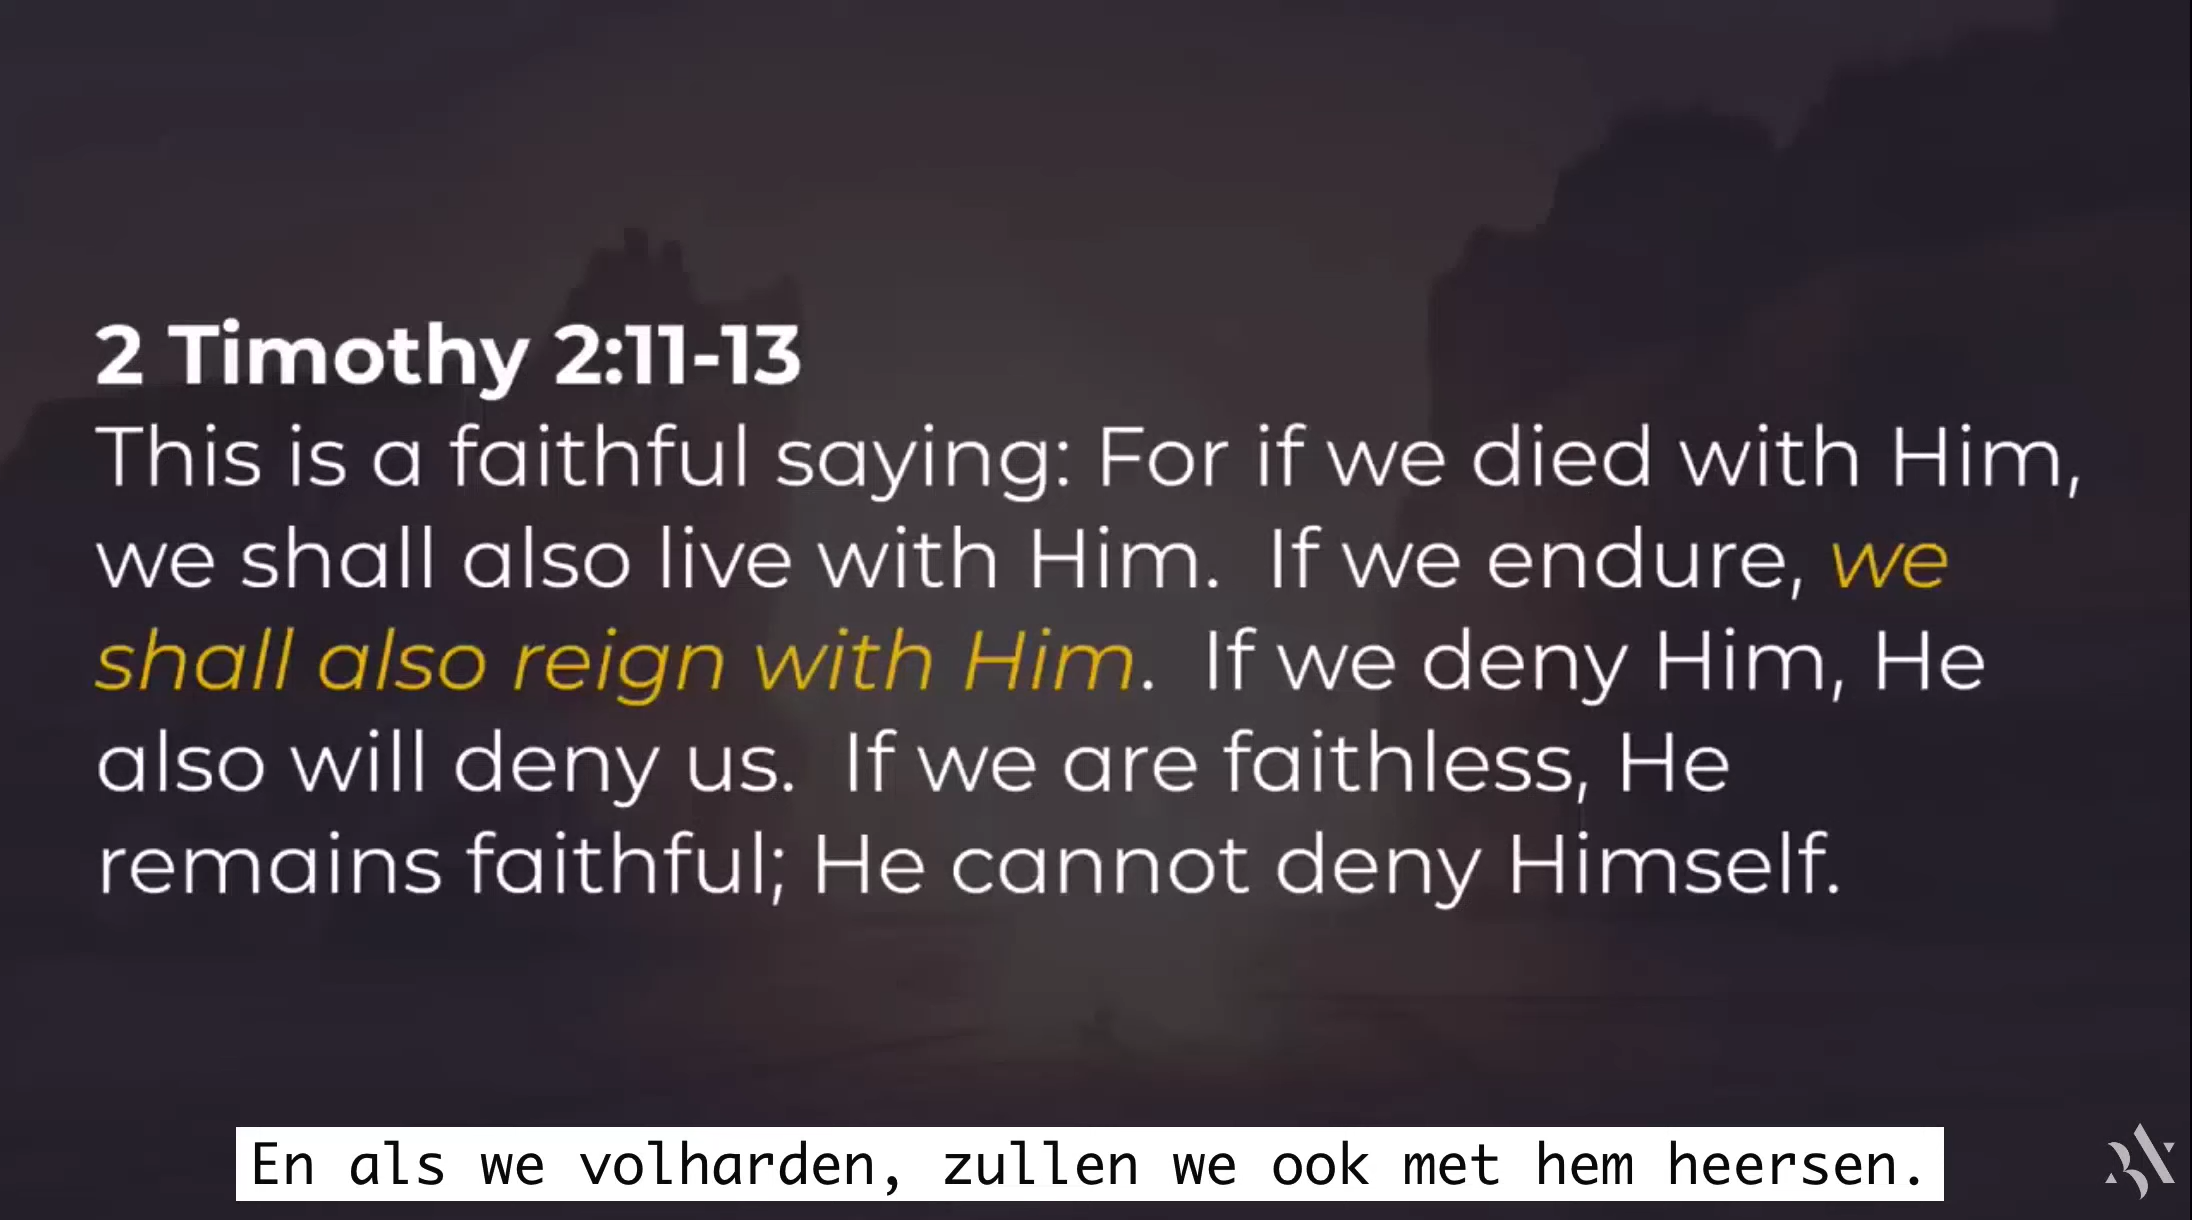 2 Timothy 2:11-13
This is a faithful saying: For if we died with Him,
we shall also live with Him. If we endure, we
shall also reign with Him. If we deny Him, He
also will deny us. If we are faithless, He
remains faithful; He cannot deny Himself.
En als we volharden, zullen we ook met hem heersen.